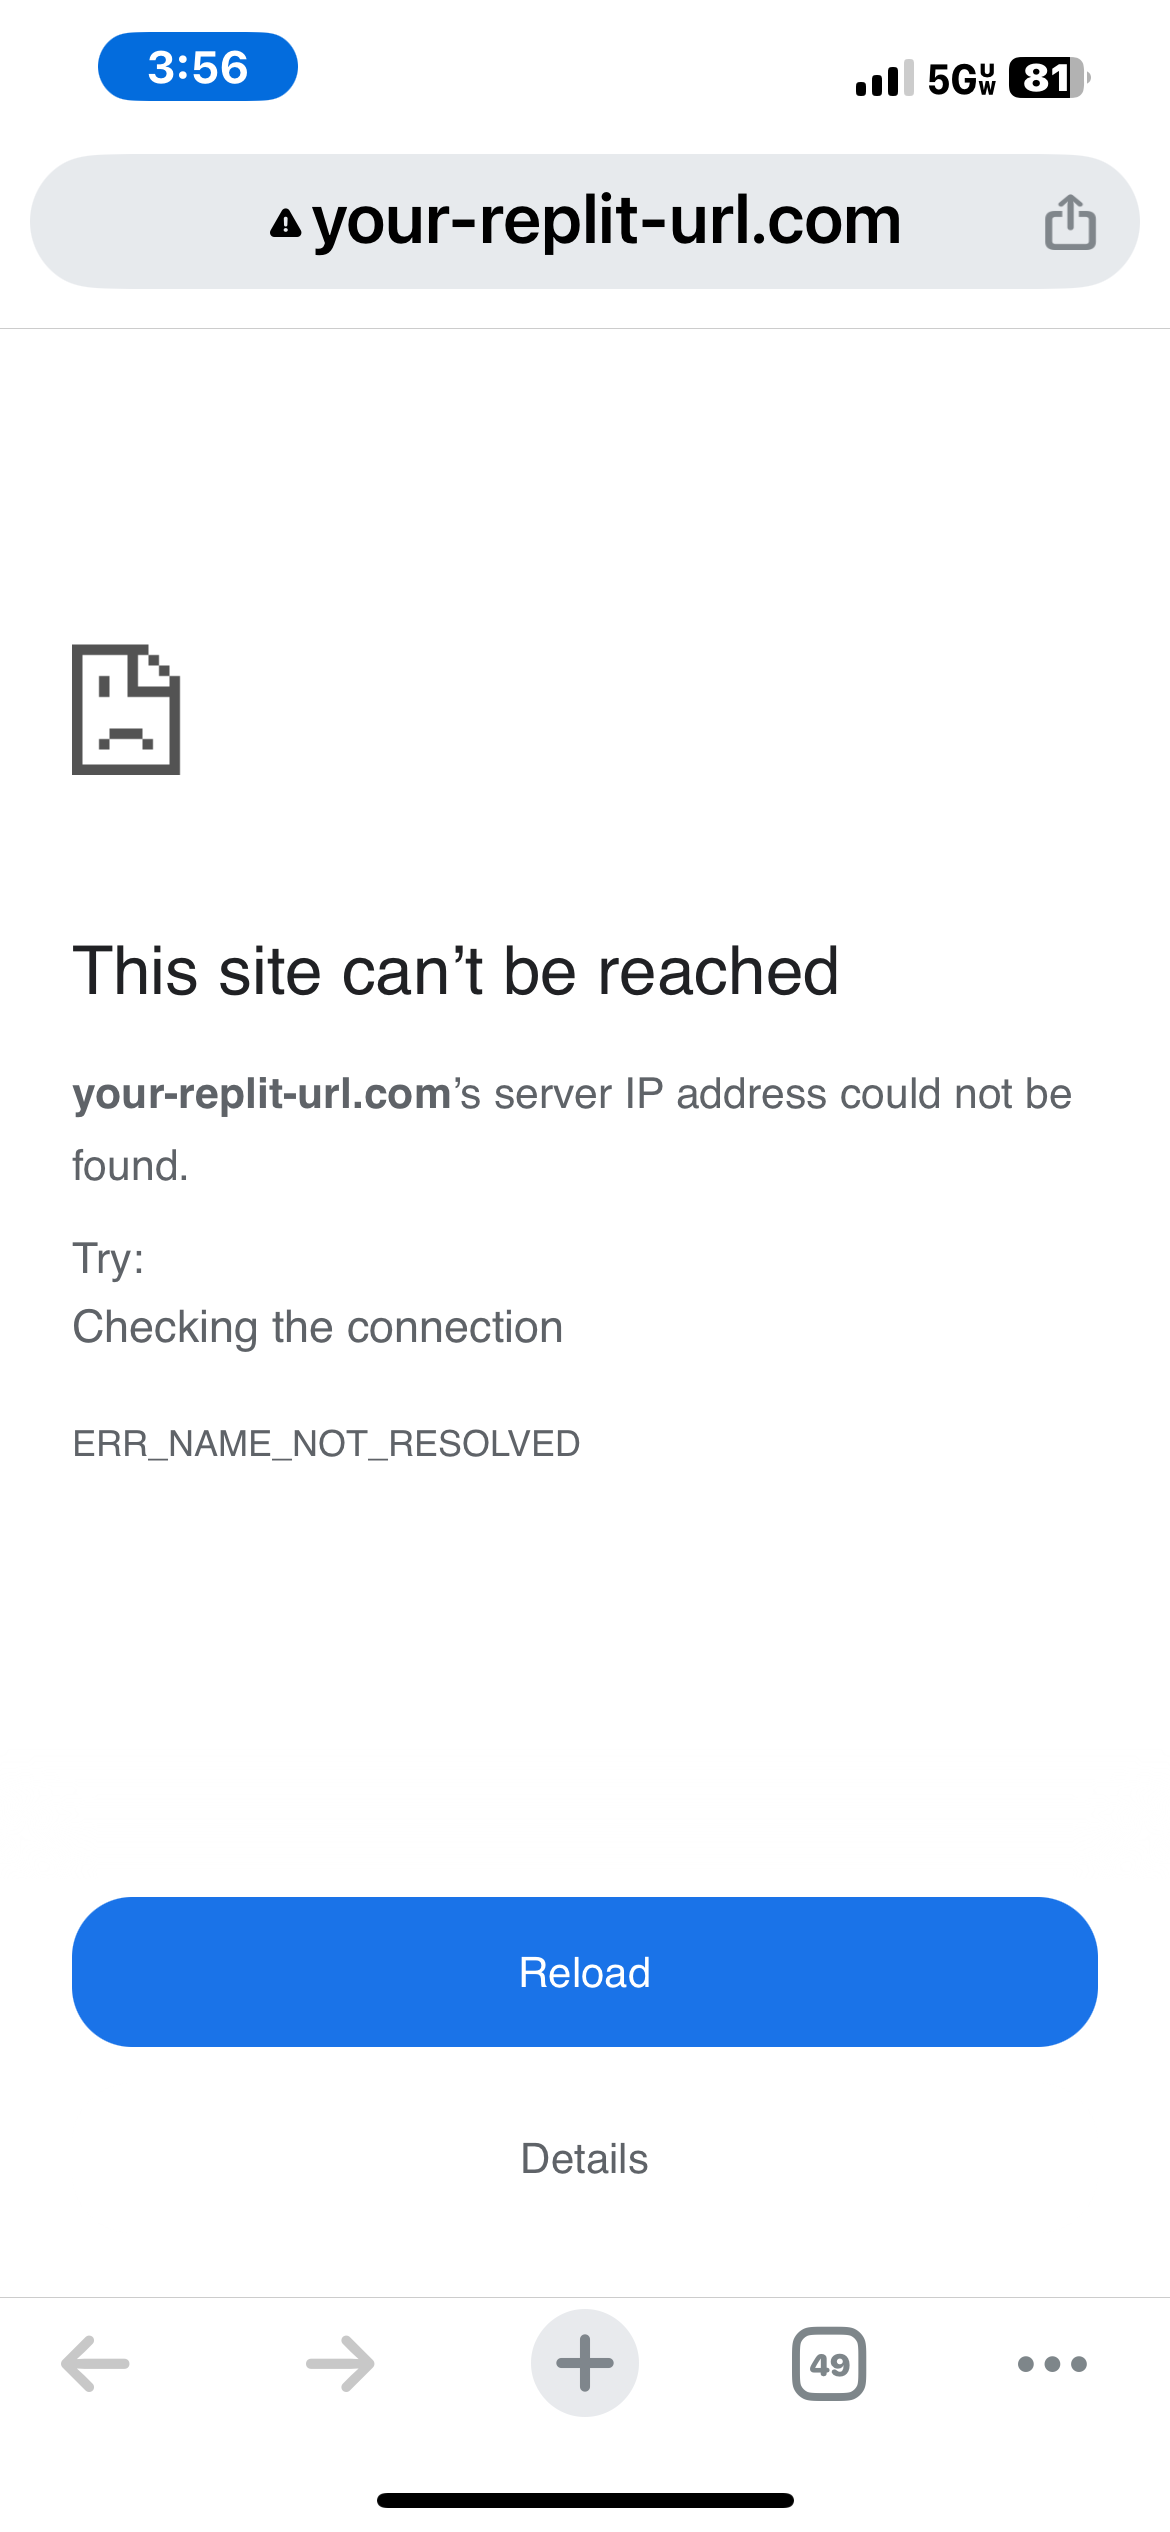 3:56
5G UW 81
your-replit-url.com
This site can’t be reached
your-replit-url.com’s server IP address could not be
found.
Try:
Checking the connection
ERR_NAME_NOT_RESOLVED
Reload
Details
49